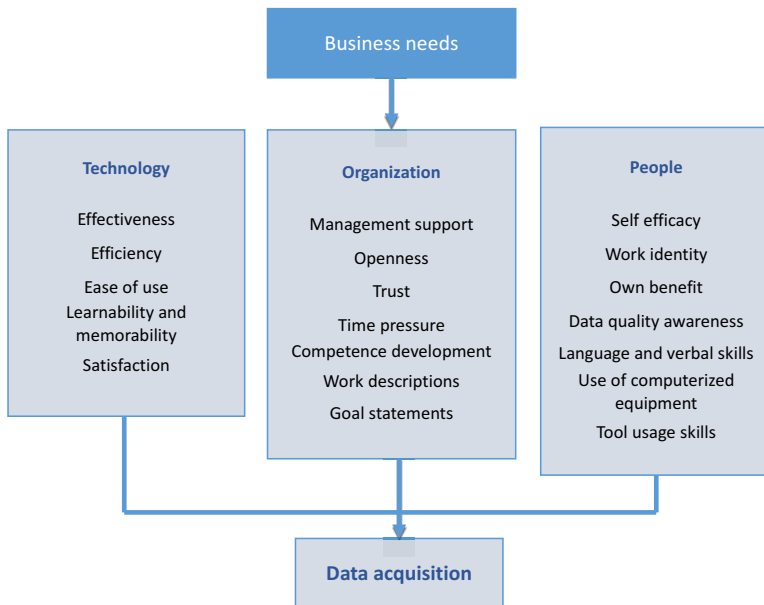 Business needs
Technology
Effectiveness
Efficiency
Ease of use
Learnability and
memorability
Satisfaction
Organization
Management support
Openness
Trust
Time pressure
Competence development
Work descriptions
Goal statements
People
Self efficacy
Work identity
Own benefit
Data quality awareness
Language and verbal skills
Use of computerized
equipment
Tool usage skills
Data acquisition